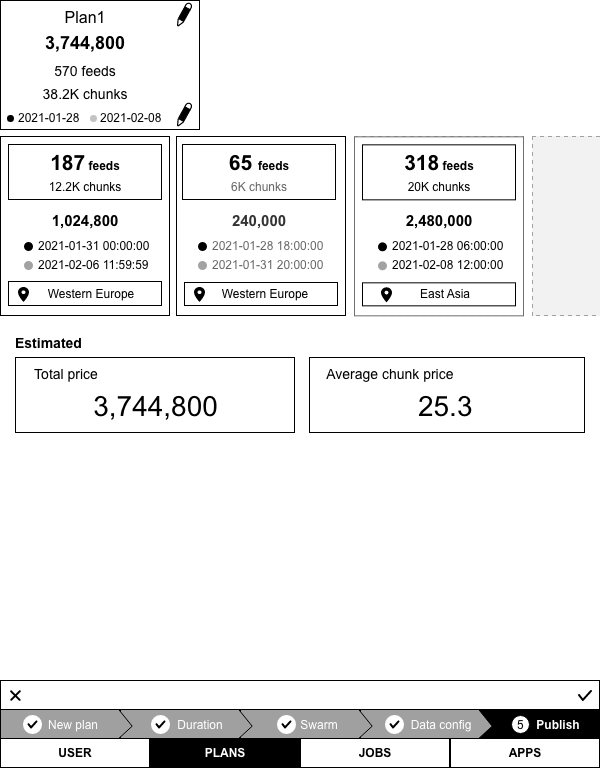 Plan1
3,744,800
570 feeds
38.2K chunks
2021-01-28 2021-02-08
187 feeds
12.2K chunks
1,024,800
2021-01-31 00:00:00
2021-02-06 11:59:59
Western Europe
65 feeds
6K chunks
240,000
2021-01-28 18:00:00
2021-01-31 20:00:00
Western Europe
318 feeds
20K chunks
2,480,000
2021-01-28 06:00:00
2021-02-08 12:00:00
East Asia
Estimated
Total price
3,744,800
Average chunk price
25.3
New plan Duration Swarm Data config 5 Publish
USER PLANS JOBS APPS